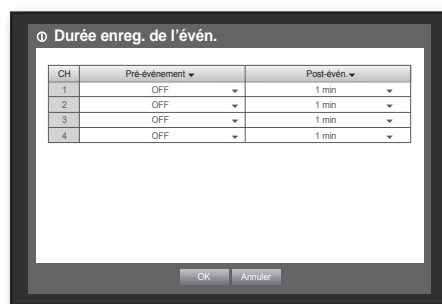 Durée enreg. de l'évén.
CH Pré-événement Post-évén.
1 OFF 1 min
2 OFF 1 min
3 OFF 1 min
4 OFF 1 min
OK Annuler